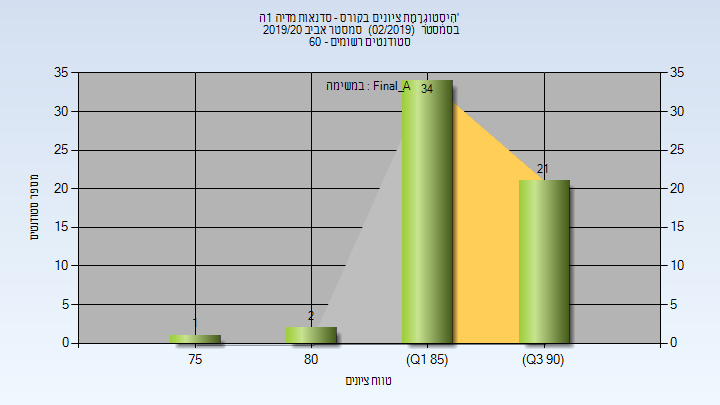 הִיסְטוֹגְרָמַת ציונים בקורס - סדנאות מדיה 1ה'
בסמסטר (02/2019) סמסטר אביב 2019/20
סטודנטים רשומים - 60
במשימה : Final_A
35 35
30 30
25 25
20 20
15 15
10 10
5 5
0 0
34
21
2
1
מספר סטודנטים
75 80 (Q1 85) (Q3 90)
טווח ציונים